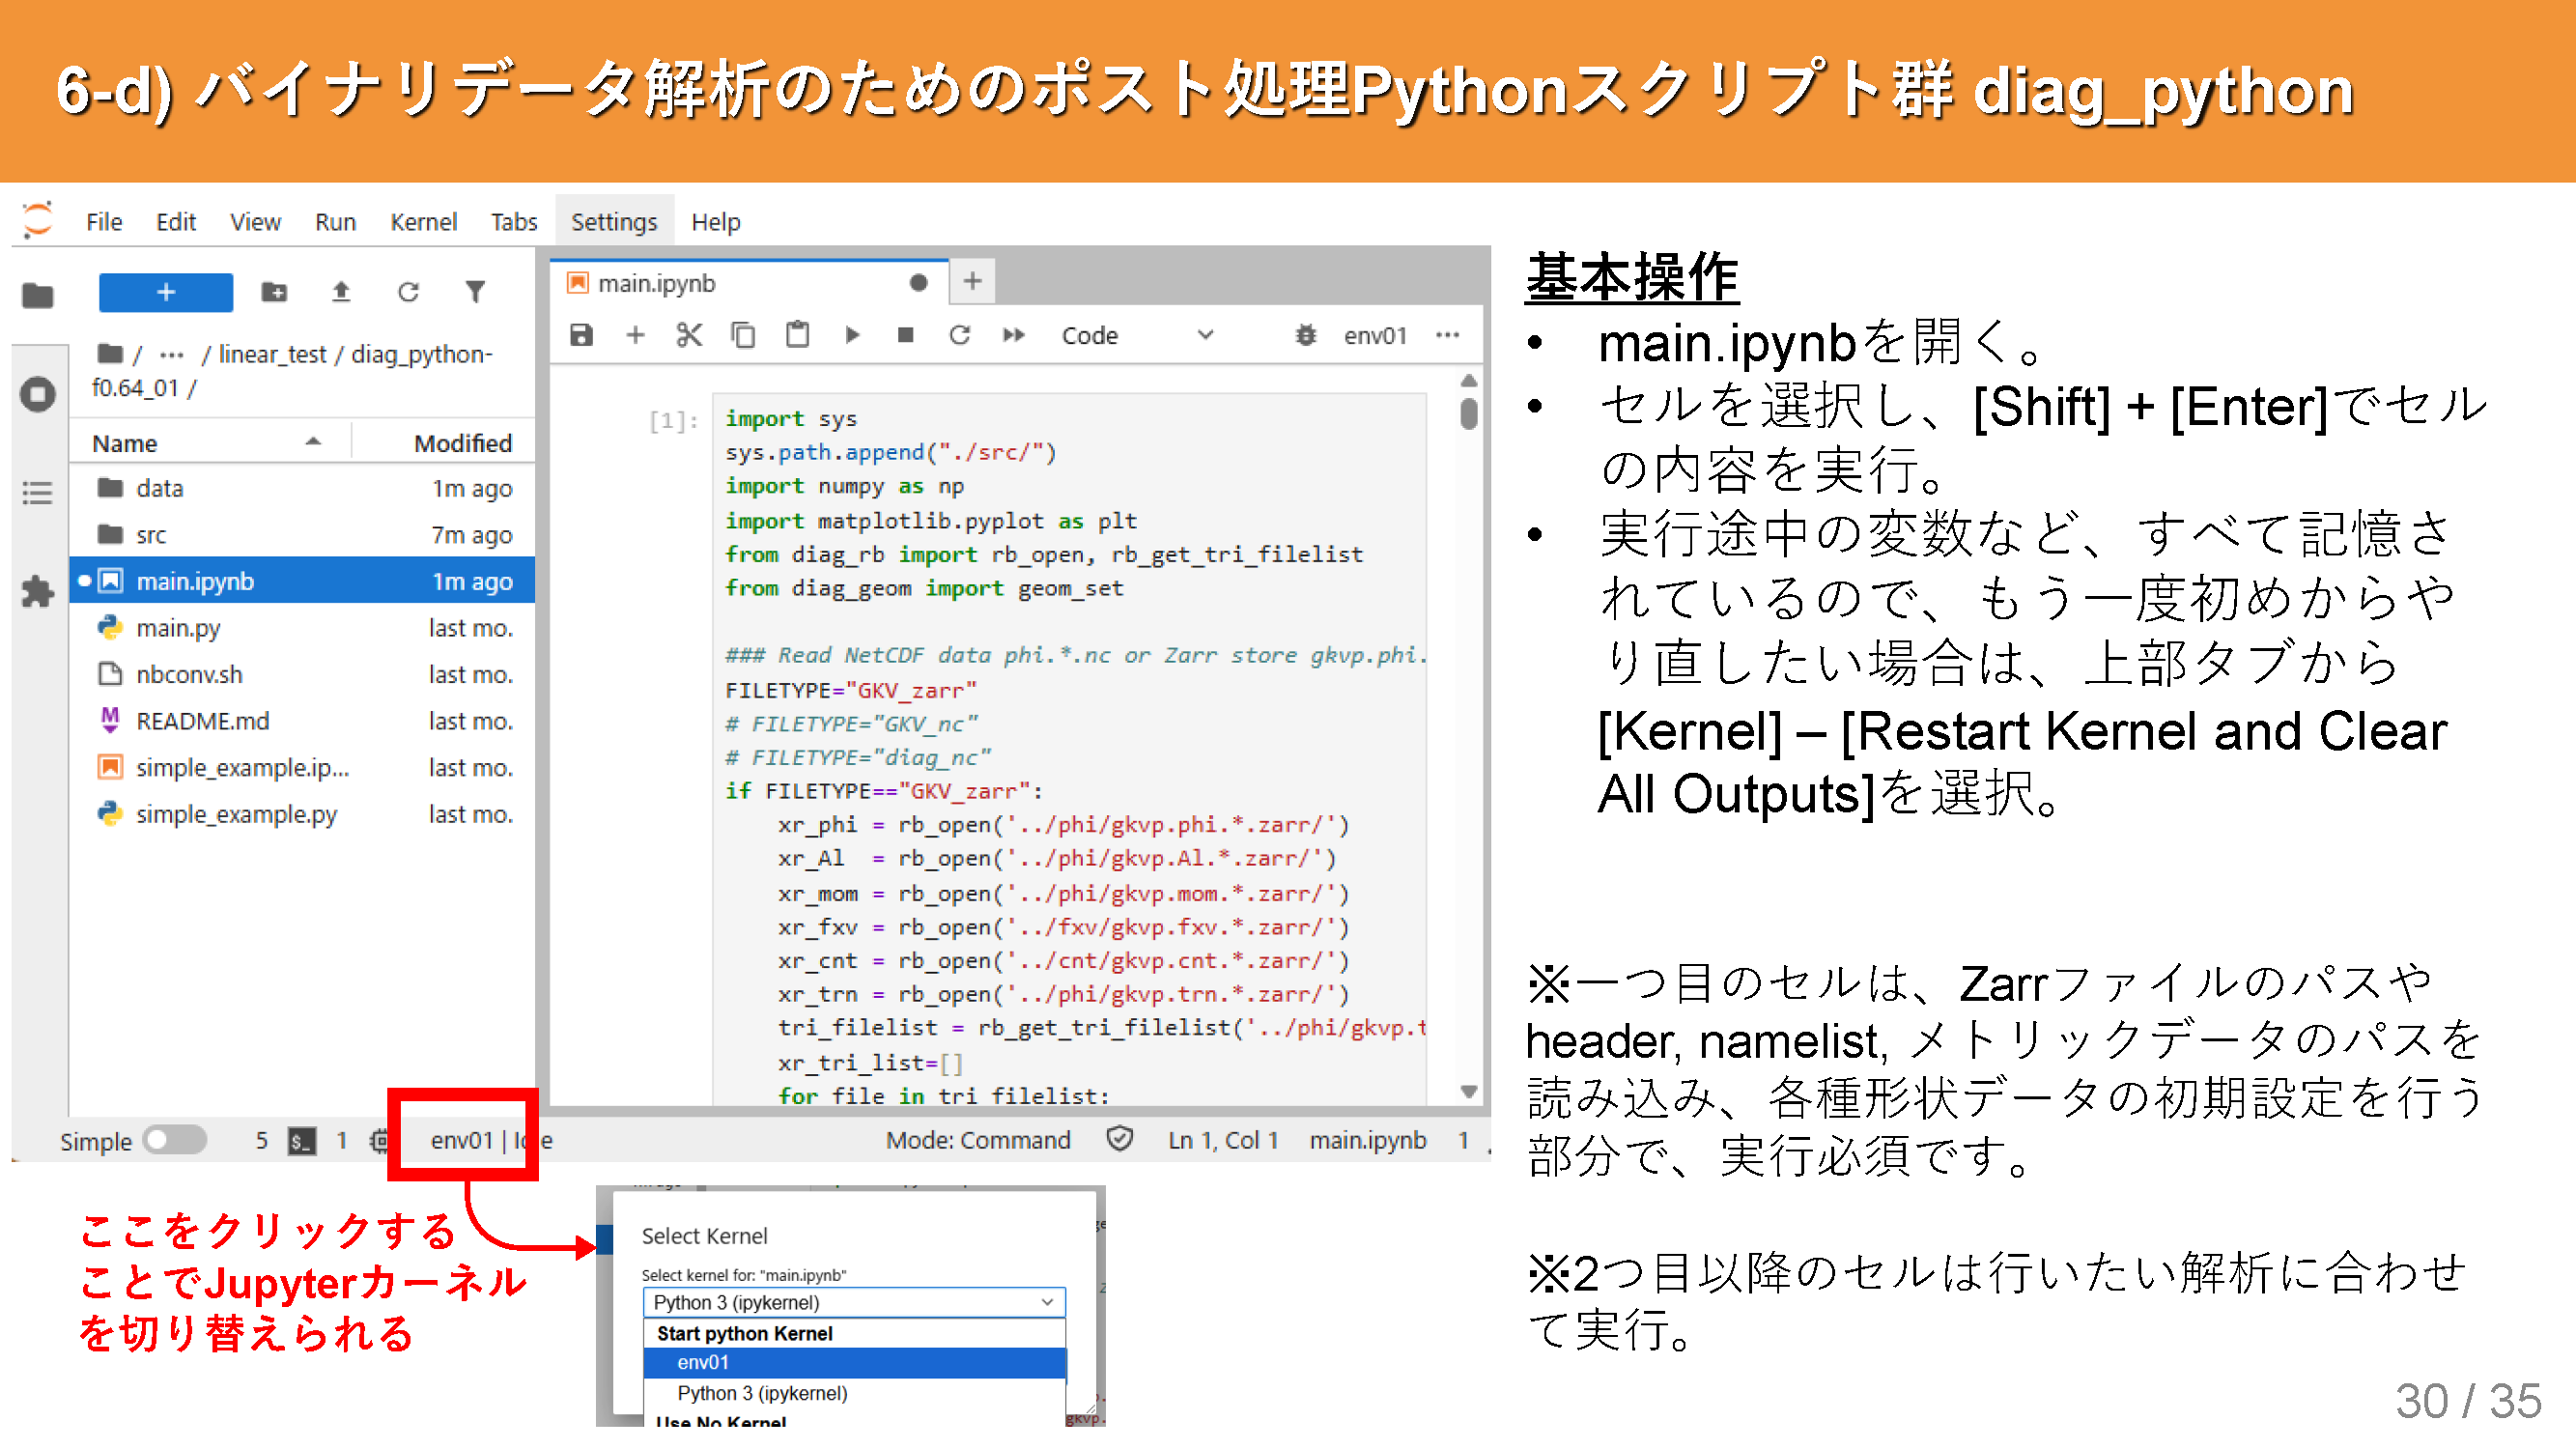 6-d) バイナリデータ解析のためのポスト処理Pythonスクリプト群 diag_python
File Edit View Run Kernel Tabs Settings Help
+
/ ··· / linear_test / diag_python-
f0.64_01 /
Name Modified
data 1m ago
src 7m ago
main.ipynb 1m ago
main.py last mo.
nbconv.sh last mo.
README.md last mo.
simple_example.ip... last mo.
simple_example.py last mo.
main.ipynb
Code env01 ···
[1]:
import sys
sys.path.append("./src/")
import numpy as np
import matplotlib.pyplot as plt
from diag_rb import rb_open, rb_get_tri_filelist
from diag_geom import geom_set
### Read NetCDF data phi.*.nc or Zarr store gkvp.phi.
FILETYPE="GKV_zarr"
# FILETYPE="GKV_nc"
# FILETYPE="diag_nc"
if FILETYPE=="GKV_zarr":
    xr_phi = rb_open('../phi/gkvp.phi.*.zarr/')
    xr_Al  = rb_open('../phi/gkvp.Al.*.zarr/')
    xr_mom = rb_open('../phi/gkvp.mom.*.zarr/')
    xr_fxv = rb_open('../fxv/gkvp.fxv.*.zarr/')
    xr_cnt = rb_open('../cnt/gkvp.cnt.*.zarr/')
    xr_trn = rb_open('../phi/gkvp.trn.*.zarr/')
    tri_filelist = rb_get_tri_filelist('../phi/gkvp.t
    xr_tri_list=[]
    for file in tri_filelist:
Simple 5 1 env01 | Idle Mode: Command Ln 1, Col 1 main.ipynb 1
ここをクリックする
ことでJupyterカーネル
を切り替えられる
Select Kernel
Select kernel for: "main.ipynb"
Python 3 (ipykernel)
Start python Kernel
env01
Python 3 (ipykernel)
Use No Kernel
gkvp.
基本操作
• main.ipynbを開く。
• セルを選択し、[Shift] + [Enter]でセル
の内容を実行。
• 実行途中の変数など、すべて記憶さ
れているので、もう一度初めからや
り直したい場合は、上部タブから
[Kernel] – [Restart Kernel and Clear
All Outputs]を選択。
※一つ目のセルは、Zarrファイルのパスや
header, namelist, メトリックデータのパスを
読み込み、各種形状データの初期設定を行う
部分で、実行必須です。
※2つ目以降のセルは行いたい解析に合わせ
て実行。
30 / 35